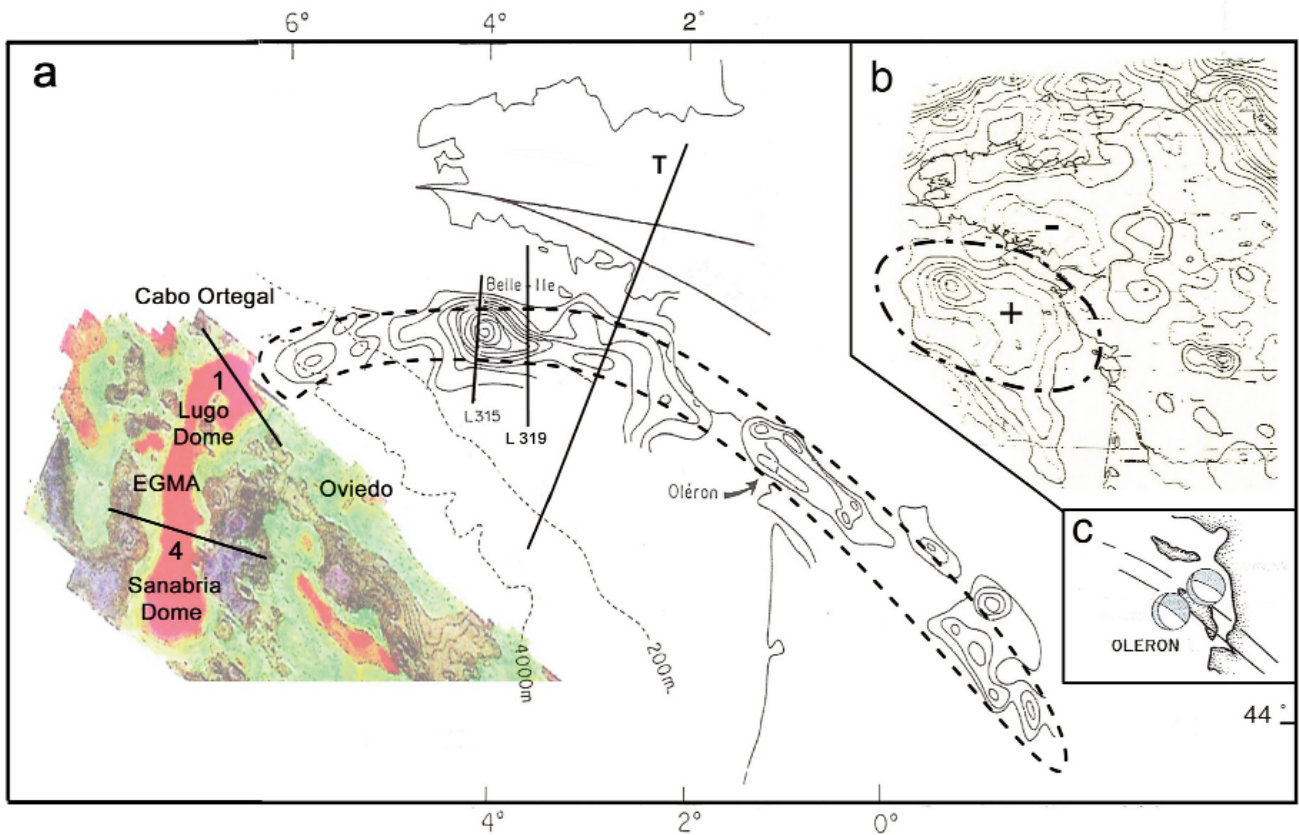 6° 4° 2°
a
b
T
Belle-Ile
Cabo Ortegal
-
+
1
Lugo
Dome
L315
L 319
EGMA
Oviedo
Oléron
4
Sanabria
Dome
c
OLERON
4000m
200m.
44°
4° 2° 0°